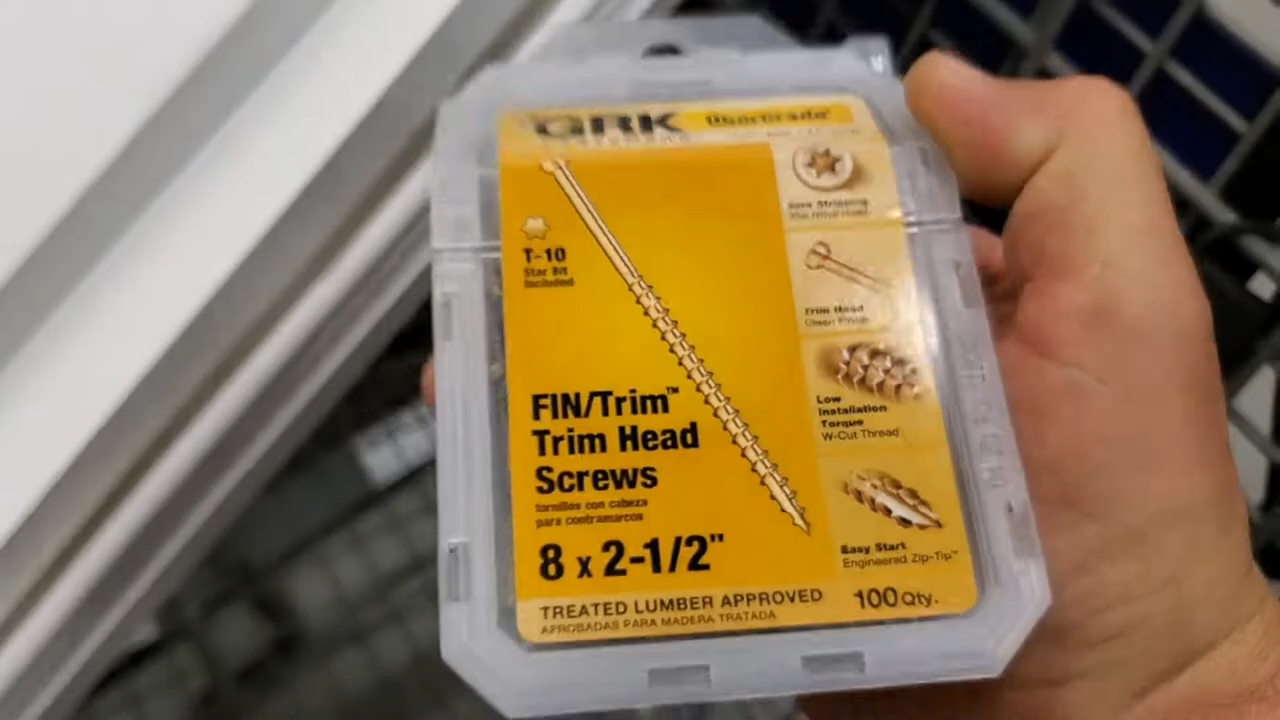 GRK
T-10
Star Bit
Included
FIN/Trim™
Trim Head
Screws
tornillos con cabeza
para contramarcos
8 x 2-1/2"
TREATED LUMBER APPROVED
APROBADAS PARA MADERA TRATADA
100 Qty.
Stripping
Trim Head
Clean Finish
Low
Installation
Torque
W-Cut Thread
Easy Start
Engineered Zip-Tip™